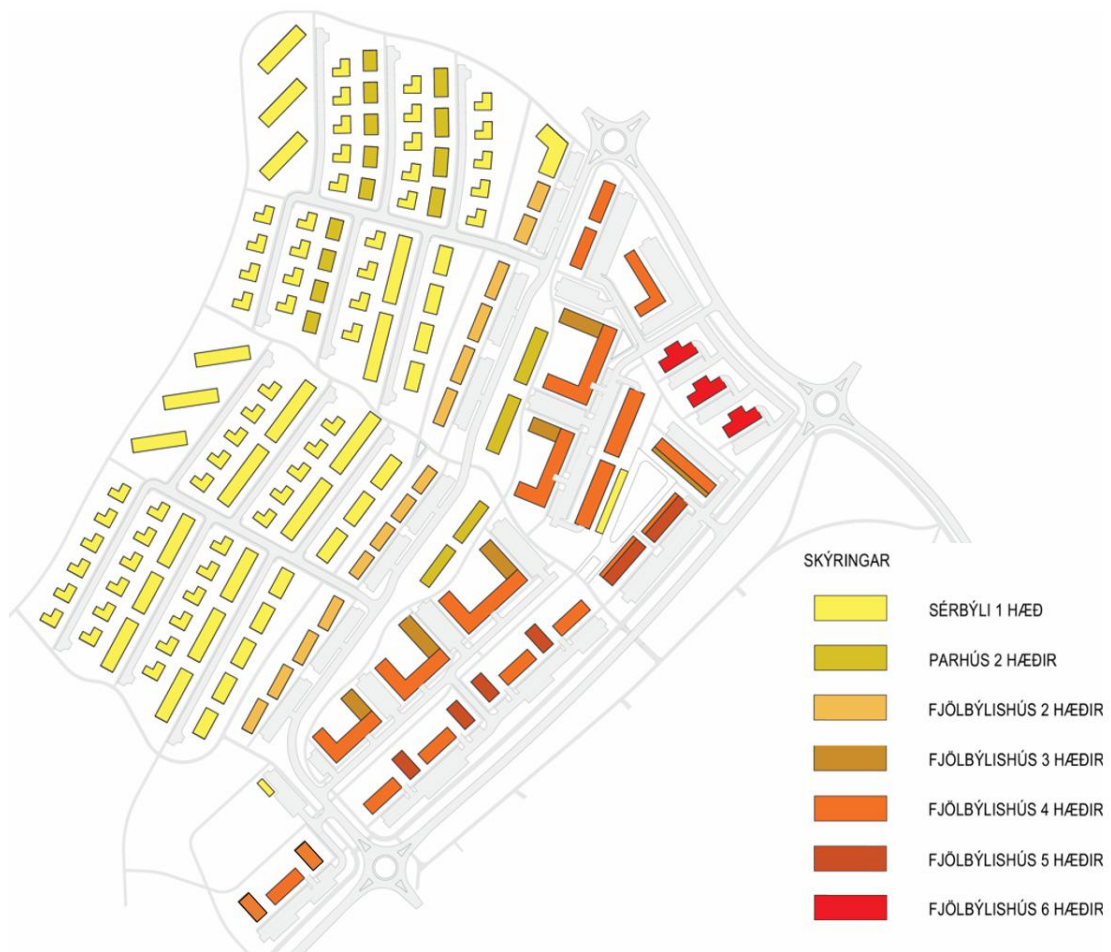 SKÝRINGAR
SÉRBÝLI 1 HÆÐ
PARHÚS 2 HÆÐIR
FJÖLBÝLISHÚS 2 HÆÐIR
FJÖLBÝLISHÚS 3 HÆÐIR
FJÖLBÝLISHÚS 4 HÆÐIR
FJÖLBÝLISHÚS 5 HÆÐIR
FJÖLBÝLISHÚS 6 HÆÐIR